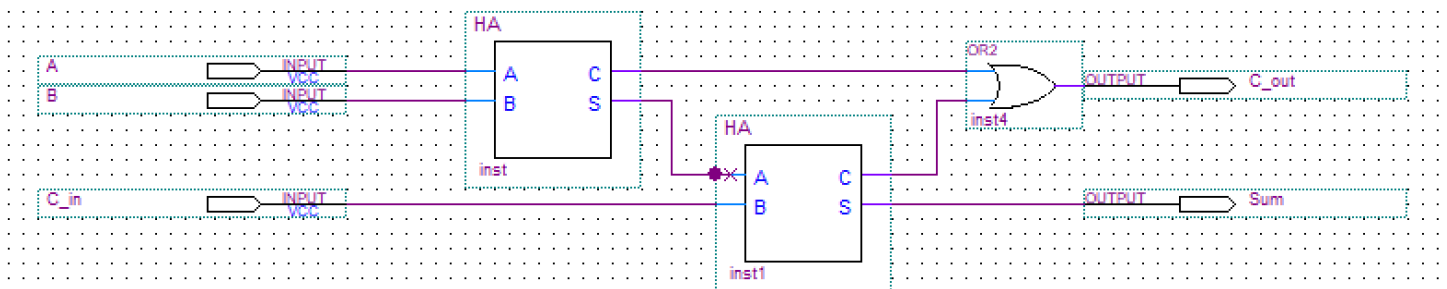 HA
A INPUT VCC
B INPUT VCC
A C
B S
inst
OR2
inst4
OUTPUT C_out
HA
A C
B S
inst1
C_in INPUT VCC
OUTPUT Sum